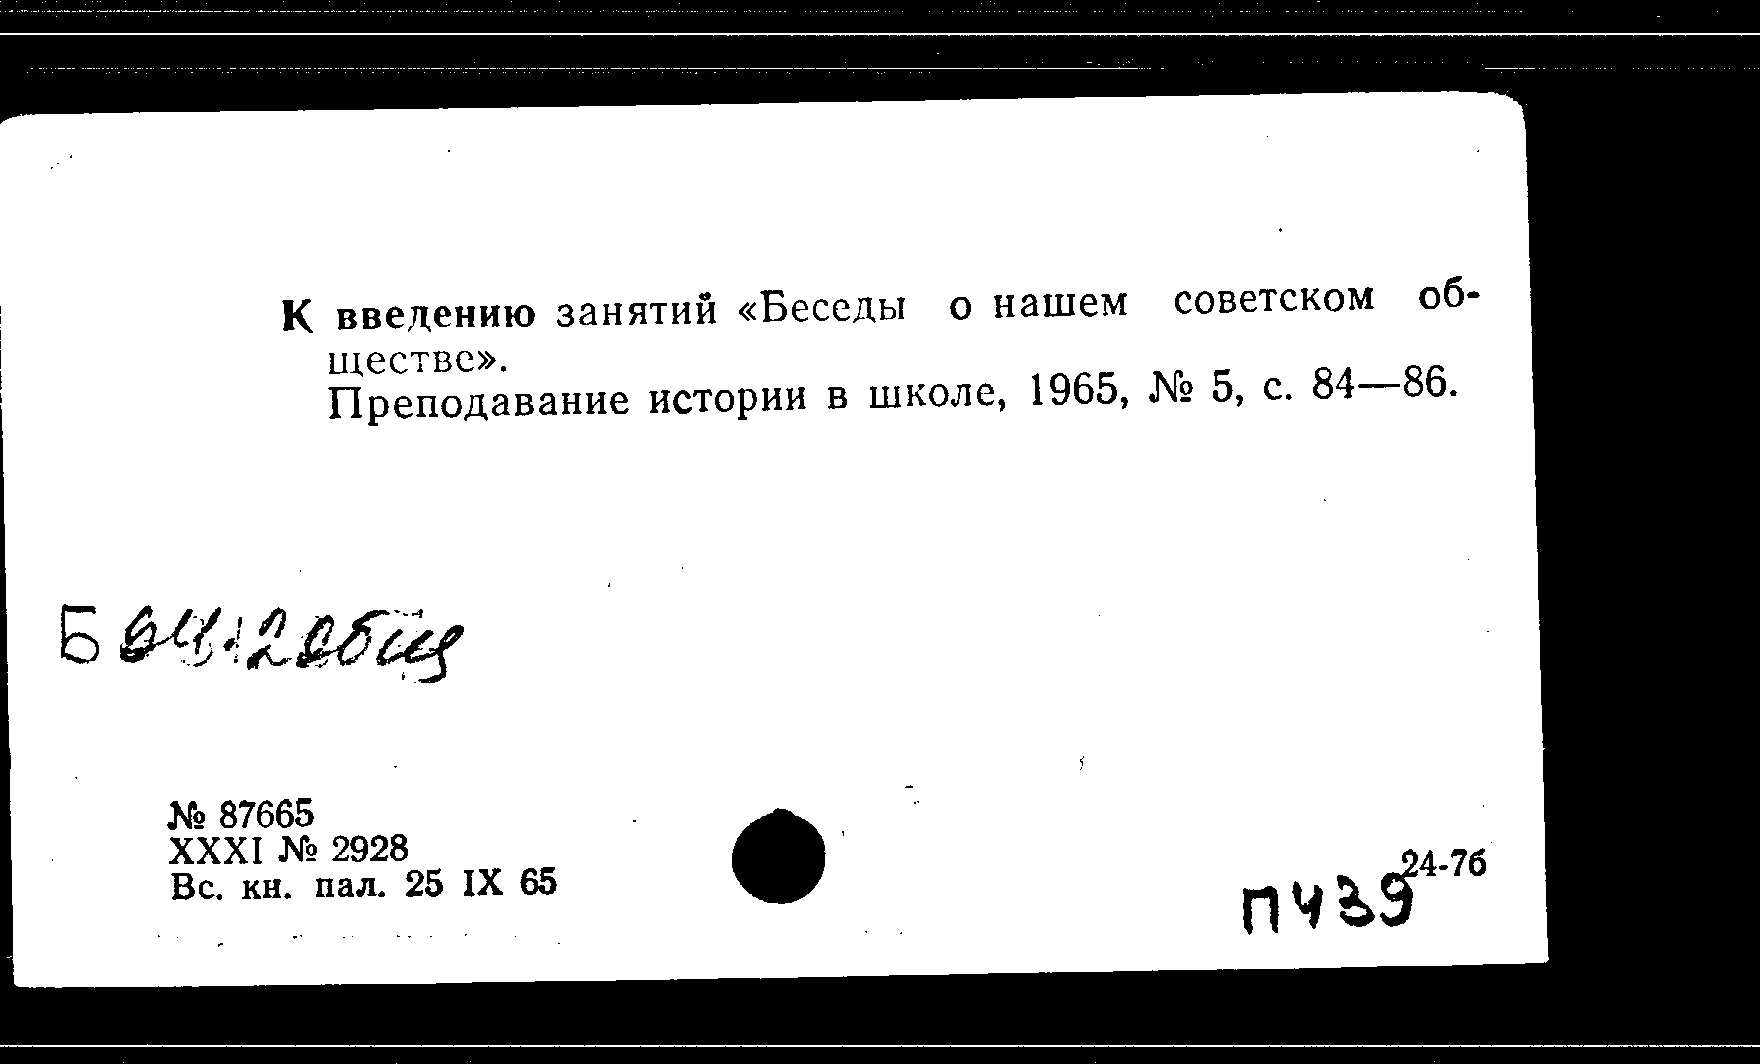 К введению занятий «Беседы о нашем советском об-
ществе».
Преподавание истории в школе, 1965, № 5, с. 84—86.
Б
№ 87665
XXXI № 2928
Вс. кн. пал. 25 IX 65
24-7б
П439